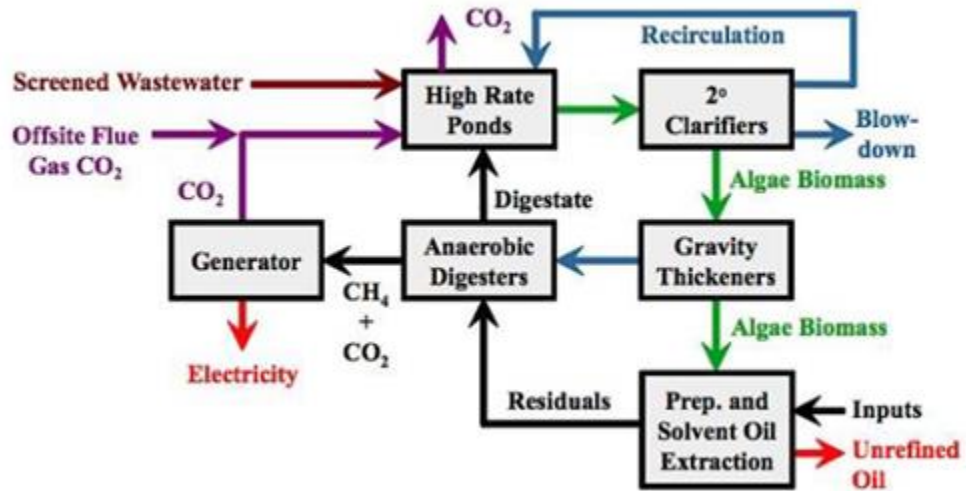 CO₂
Recirculation
Screened Wastewater
High Rate
Ponds
2°
Clarifiers
Offsite Flue
Gas CO₂
Blow-
down
CO₂
Algae Biomass
Digestate
Generator
Anaerobic
Digesters
Gravity
Thickeners
CH₄
+
CO₂
Algae Biomass
Electricity
Residuals
Prep. and
Solvent Oil
Extraction
Inputs
Unrefined
Oil